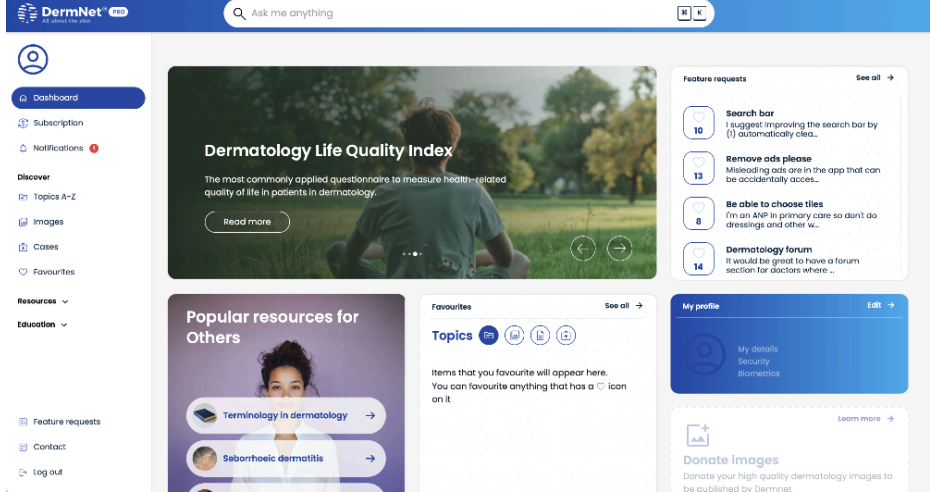 DermNet PRO
All about the skin
Ask me anything
⌘ K
Dashboard
Subscription
Notifications 1
Discover
Topics A-Z
Images
Cases
Favourites
Resources
Education
Feature requests
Contact
Log out
Dermatology Life Quality Index
The most commonly applied questionnaire to measure health-related
quality of life in patients in dermatology.
Read more
Feature requests
See all →
10
Search bar
I suggest improving the search bar by
(1) automatically clea...
13
Remove ads please
Misleading ads are in the app that can
be accidentally acces...
8
Be able to choose tiles
I'm an ANP in primary care so don't do
dressings and other w...
14
Dermatology forum
It would be great to have a forum
section for doctors where ...
Popular resources for
Others
Terminology in dermatology →
Seborrhoeic dermatitis →
Favourites
See all →
Topics
Items that you favourite will appear here.
You can favourite anything that has a ♡ icon
on it
My profile
Edit →
My details
Security
Biometrics
Learn more →
Donate images
Donate your high quality dermatology images to
be published by Dermnet